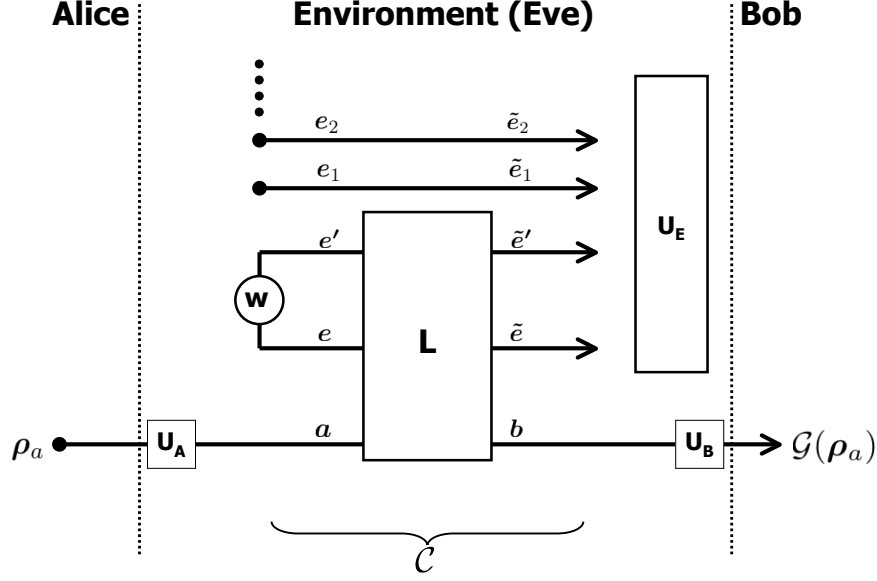 Alice Environment (Eve) Bob
e₂ ẽ₂
e₁ ẽ₁
U_E
e′ ẽ′
W
L
e ẽ
ρₐ U_A a b U_B 𝒢(ρₐ)
𝒞